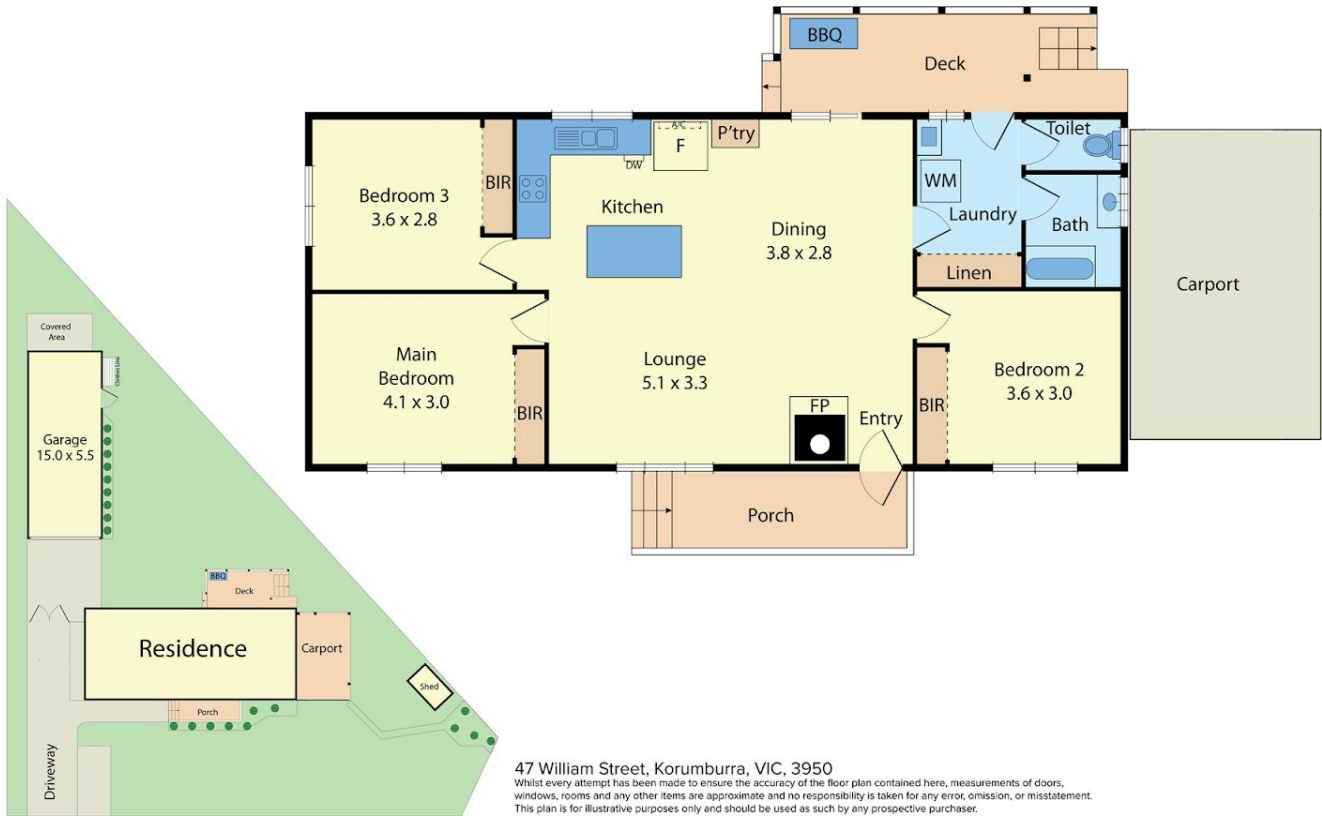 BBQ
Deck
A/C
F
P'try
DW
Toilet
Bedroom 3
3.6 x 2.8
BIR
Kitchen
WM
Laundry
Bath
Dining
3.8 x 2.8
Linen
Carport
Main
Bedroom
4.1 x 3.0
BIR
Lounge
5.1 x 3.3
FP
Entry
BIR
Bedroom 2
3.6 x 3.0
Porch
Covered
Area
Clothes Line
Garage
15.0 x 5.5
BBQ
Deck
Residence
Carport
Shed
Porch
Driveway
47 William Street, Korumburra, VIC, 3950
Whilst every attempt has been made to ensure the accuracy of the floor plan contained here, measurements of doors,
windows, rooms and any other items are approximate and no responsibility is taken for any error, omission, or misstatement.
This plan is for illustrative purposes only and should be used as such by any prospective purchaser.